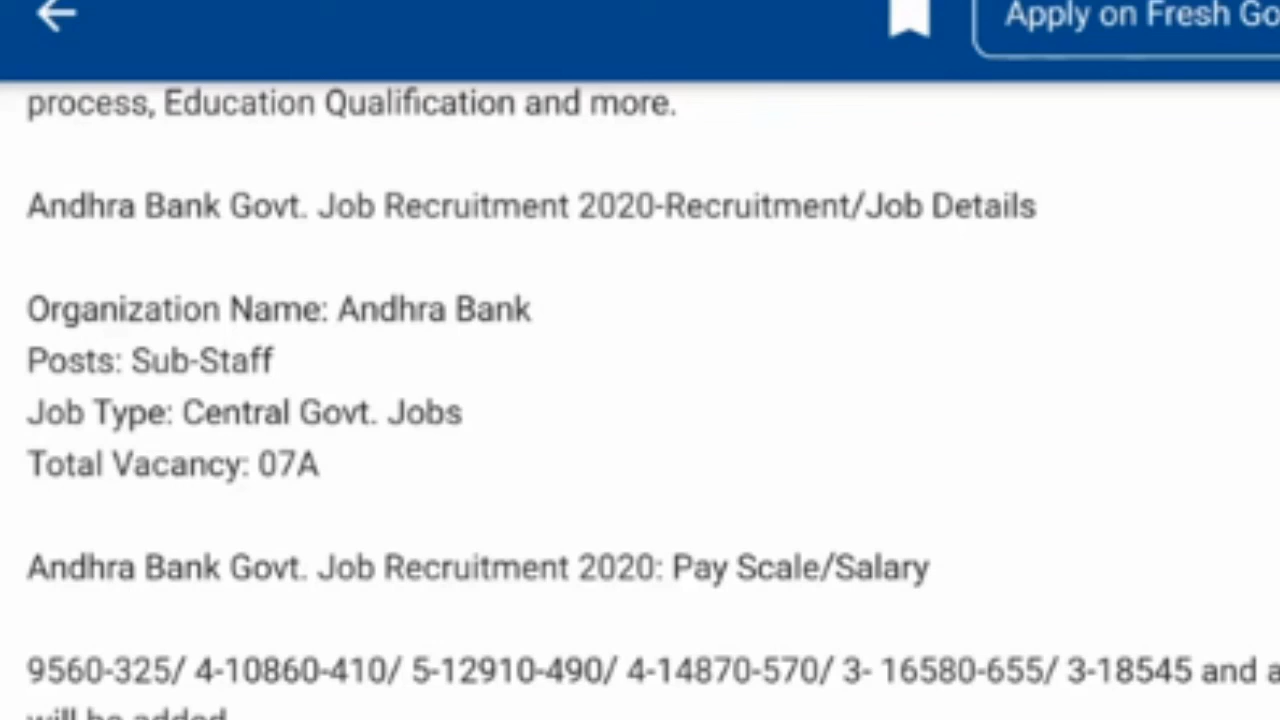 Apply on Fresh Go
process, Education Qualification and more.
Andhra Bank Govt. Job Recruitment 2020-Recruitment/Job Details
Organization Name: Andhra Bank
Posts: Sub-Staff
Job Type: Central Govt. Jobs
Total Vacancy: 07A
Andhra Bank Govt. Job Recruitment 2020: Pay Scale/Salary
9560-325/ 4-10860-410/ 5-12910-490/ 4-14870-570/ 3- 16580-655/ 3-18545 and a
will be added